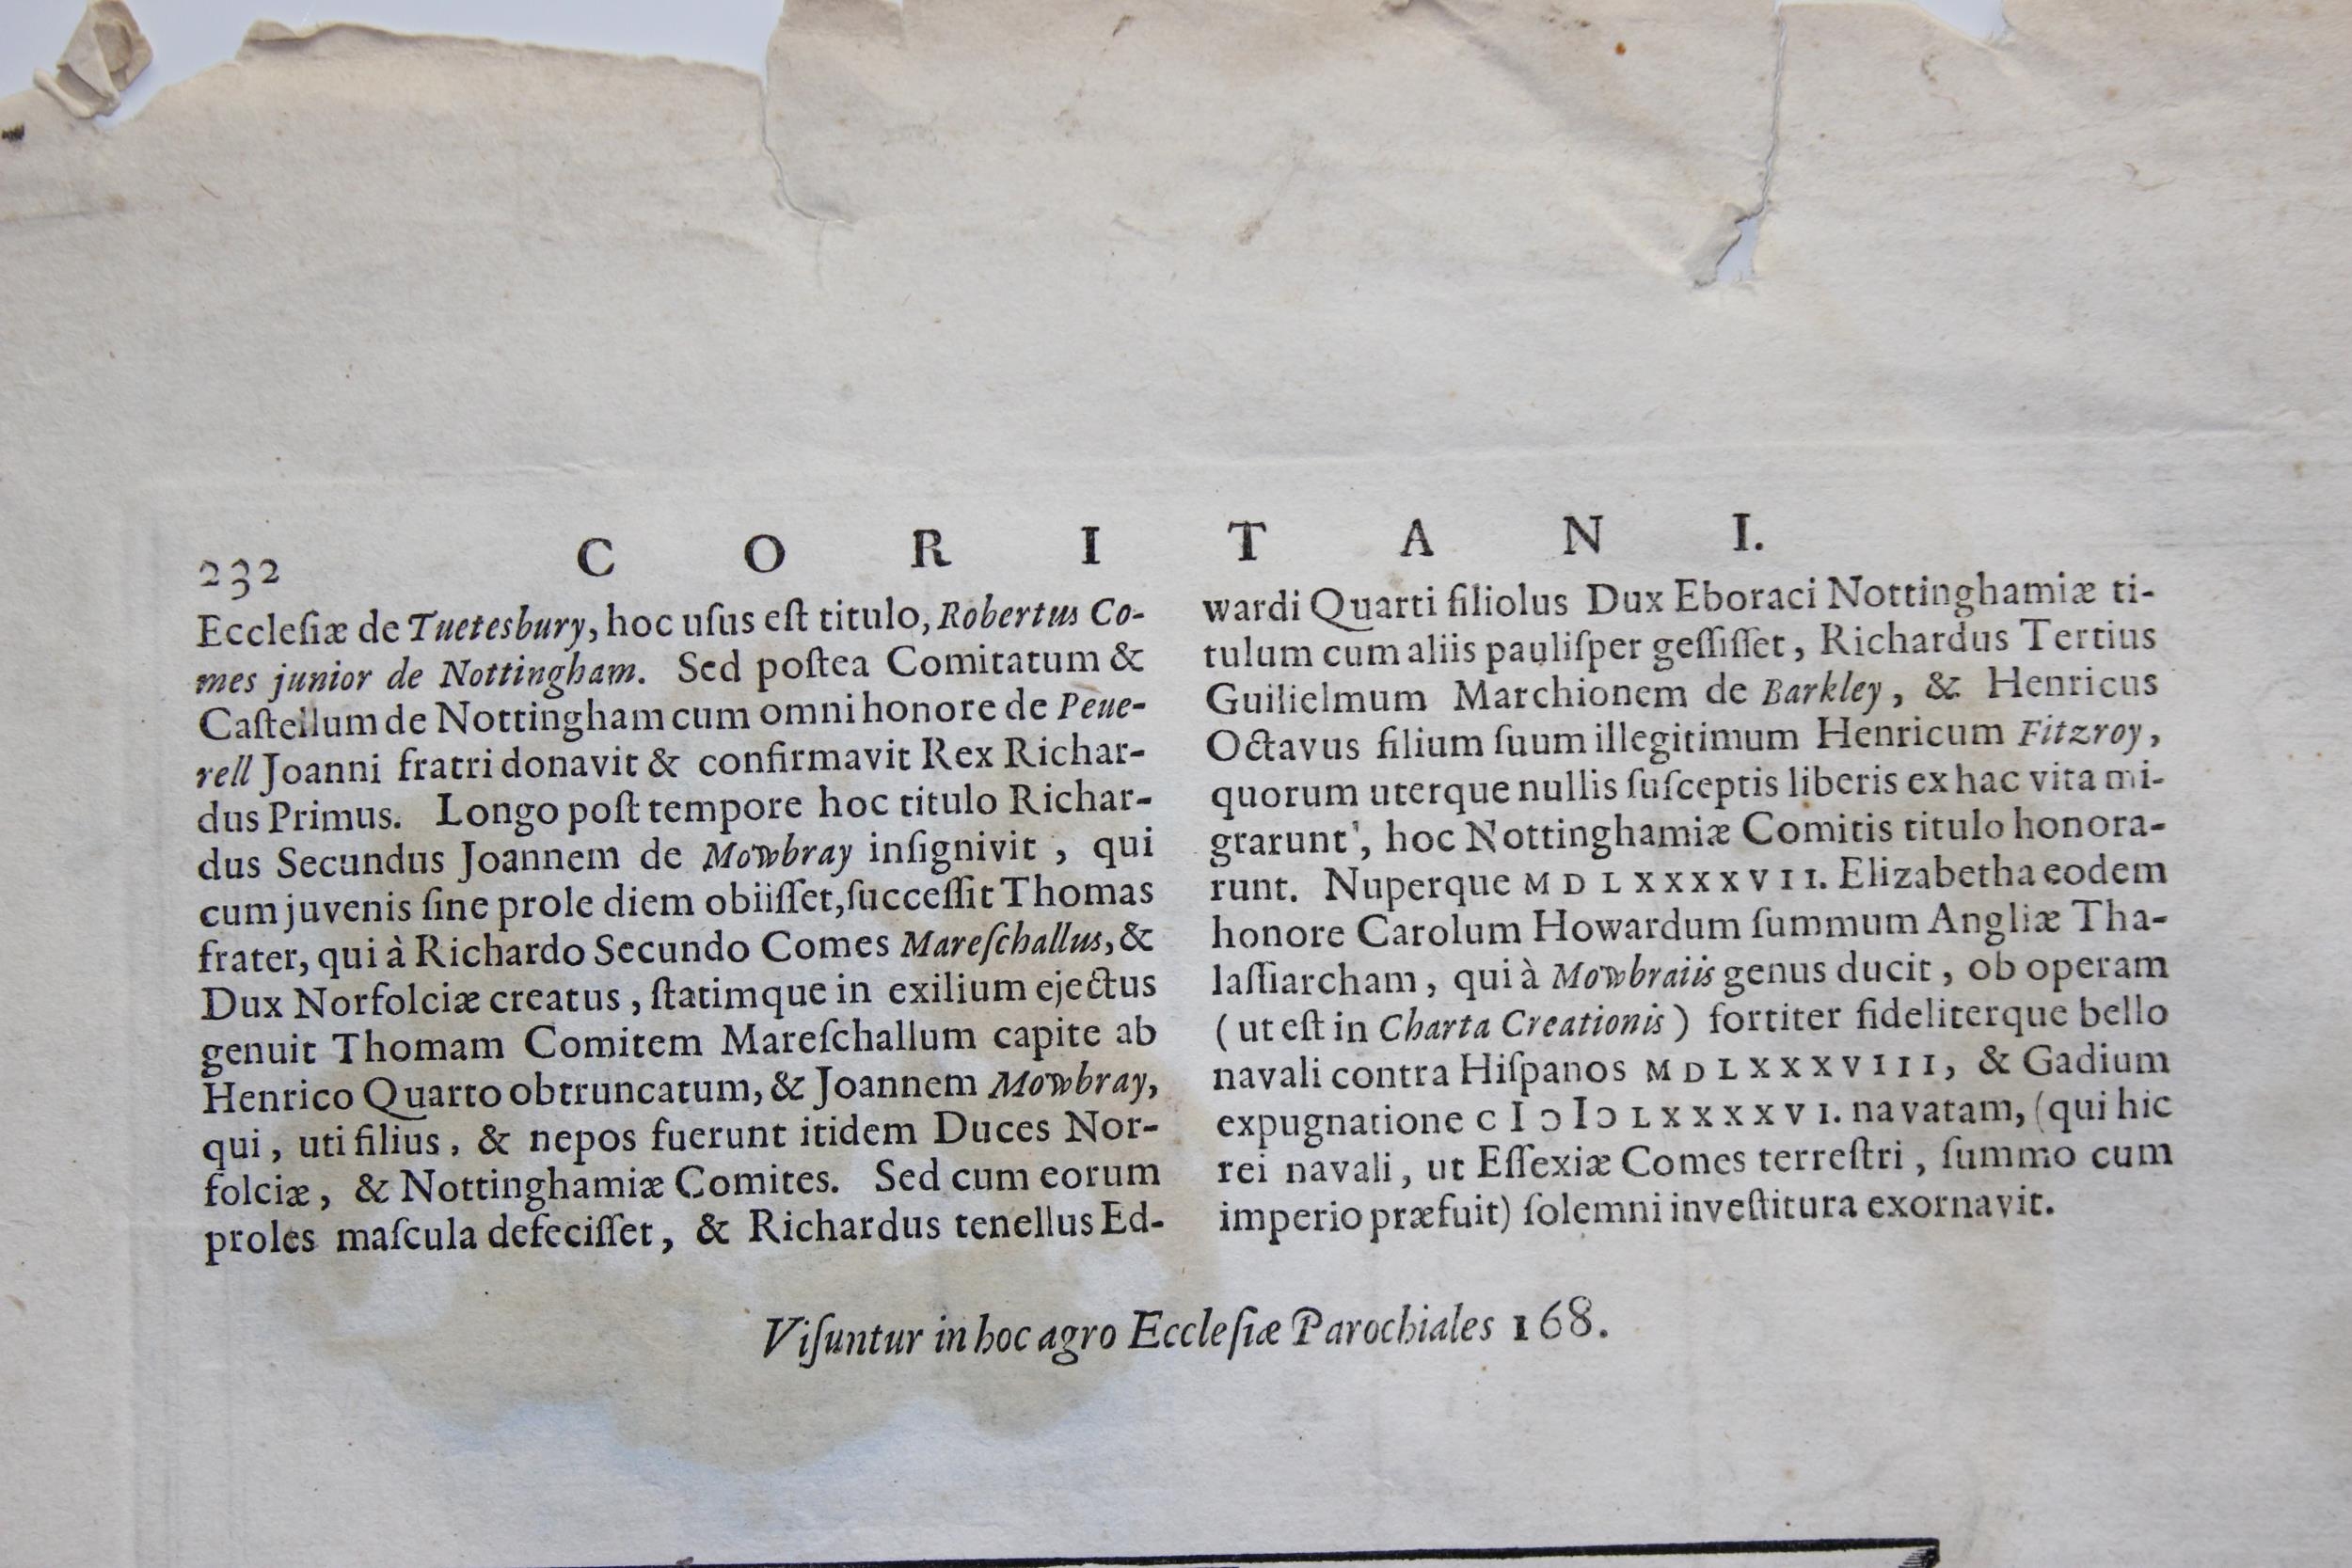 232 C O R I T A N I.
Eccleſiæ de Tuetesbury, hoc uſus eſt titulo, Robertus Co-
mes junior de Nottingham. Sed poſtea Comitatum &
Caſtellum de Nottingham cum omni honore de Peue-
rell Joanni fratri donavit & confirmavit Rex Richar-
dus Primus. Longo poſt tempore hoc titulo Richar-
dus Secundus Joannem de Mowbray inſignivit, qui
cum juvenis ſine prole diem obiiſſet, ſucceſſit Thomas
frater, qui à Richardo Secundo Comes Mareſchallus, &
Dux Norfolciæ creatus, ſtatimque in exilium ejectus
genuit Thomam Comitem Mareſchallum capite ab
Henrico Quarto obtruncatum, & Joannem Mowbray,
qui, uti filius, & nepos fuerunt itidem Duces Nor-
folciæ, & Nottinghamiæ Comites. Sed cum eorum
proles maſcula defeciſſet, & Richardus tenellus Ed-
wardi Quarti filiolus Dux Eboraci Nottinghamiæ ti-
tulum cum aliis pauliſper geſſiſſet, Richardus Tertius
Guilielmum Marchionem de Barkley, & Henricus
Octavus filium ſuum illegitimum Henricum Fitzroy,
quorum uterque nullis ſuſceptis liberis ex hac vita mi-
grarunt', hoc Nottinghamiæ Comitis titulo honora-
runt. Nuperque MDLXXXXVII. Elizabetha eodem
honore Carolum Howardum ſummum Angliæ Tha-
laſſiarcham, qui à Mowbraiis genus ducit, ob operam
(ut eſt in Charta Creationis) fortiter fideliterque bello
navali contra Hiſpanos MDLXXXVIII, & Gadium
expugnatione CIↃIↃLXXXXVI. navatam, (qui hic
rei navali, ut Eſſexiæ Comes terreſtri, ſummo cum
imperio præfuit) ſolemni inveſtitura exornavit.
Viſuntur in hoc agro Eccleſiæ Parochiales 168.